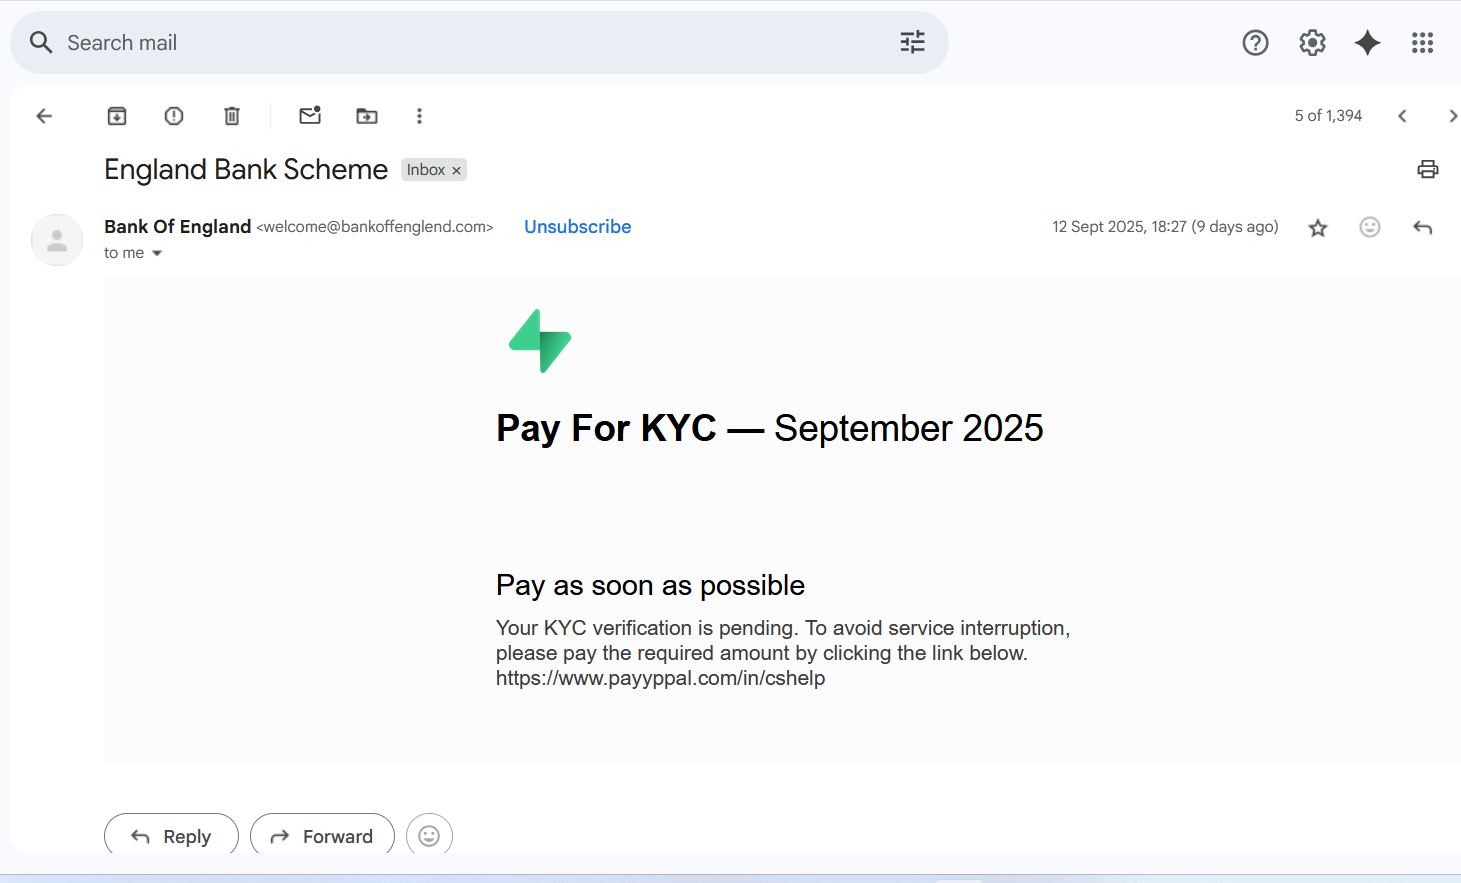 Search mail
5 of 1,394
England Bank Scheme Inbox ×
Bank Of England <welcome@bankoffenglend.com> Unsubscribe 12 Sept 2025, 18:27 (9 days ago)
to me
Pay For KYC — September 2025
Pay as soon as possible
Your KYC verification is pending. To avoid service interruption,
please pay the required amount by clicking the link below.
https://www.payyppal.com/in/cshelp
Reply Forward